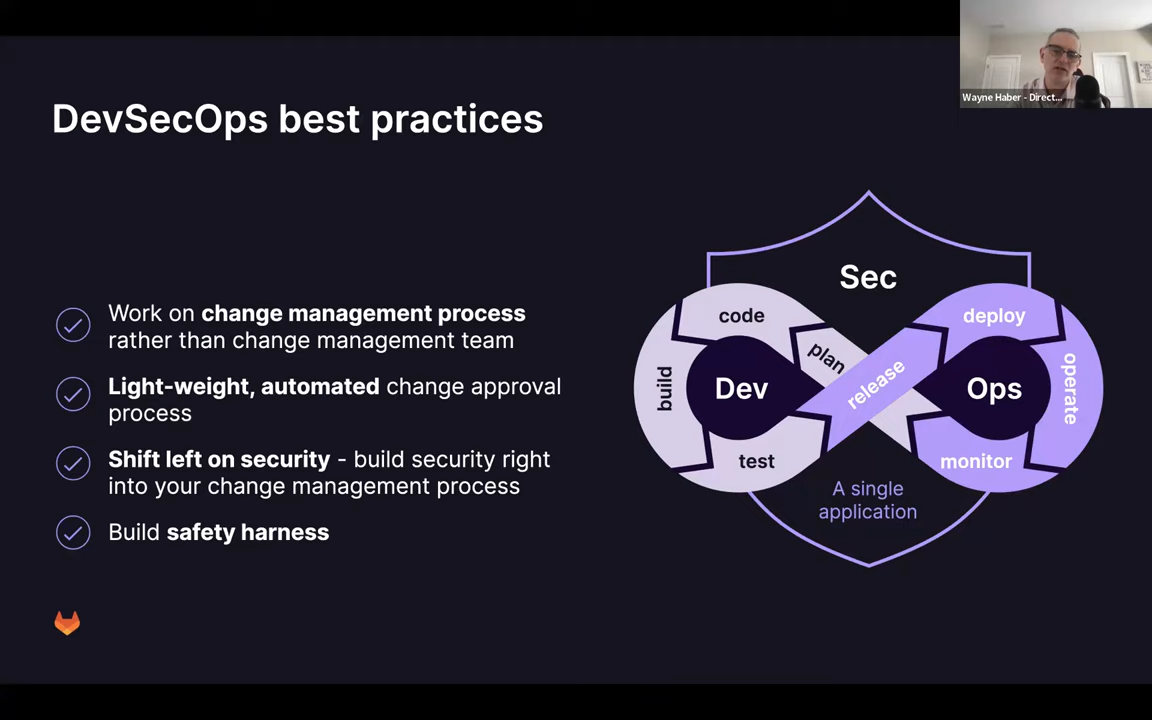 Wayne Haber - Direct...
DevSecOps best practices
Work on change management process
rather than change management team
Light-weight, automated change approval
process
Shift left on security - build security right
into your change management process
Build safety harness
Sec
code
deploy
plan
release
build
Dev
Ops
operate
test
monitor
A single
application